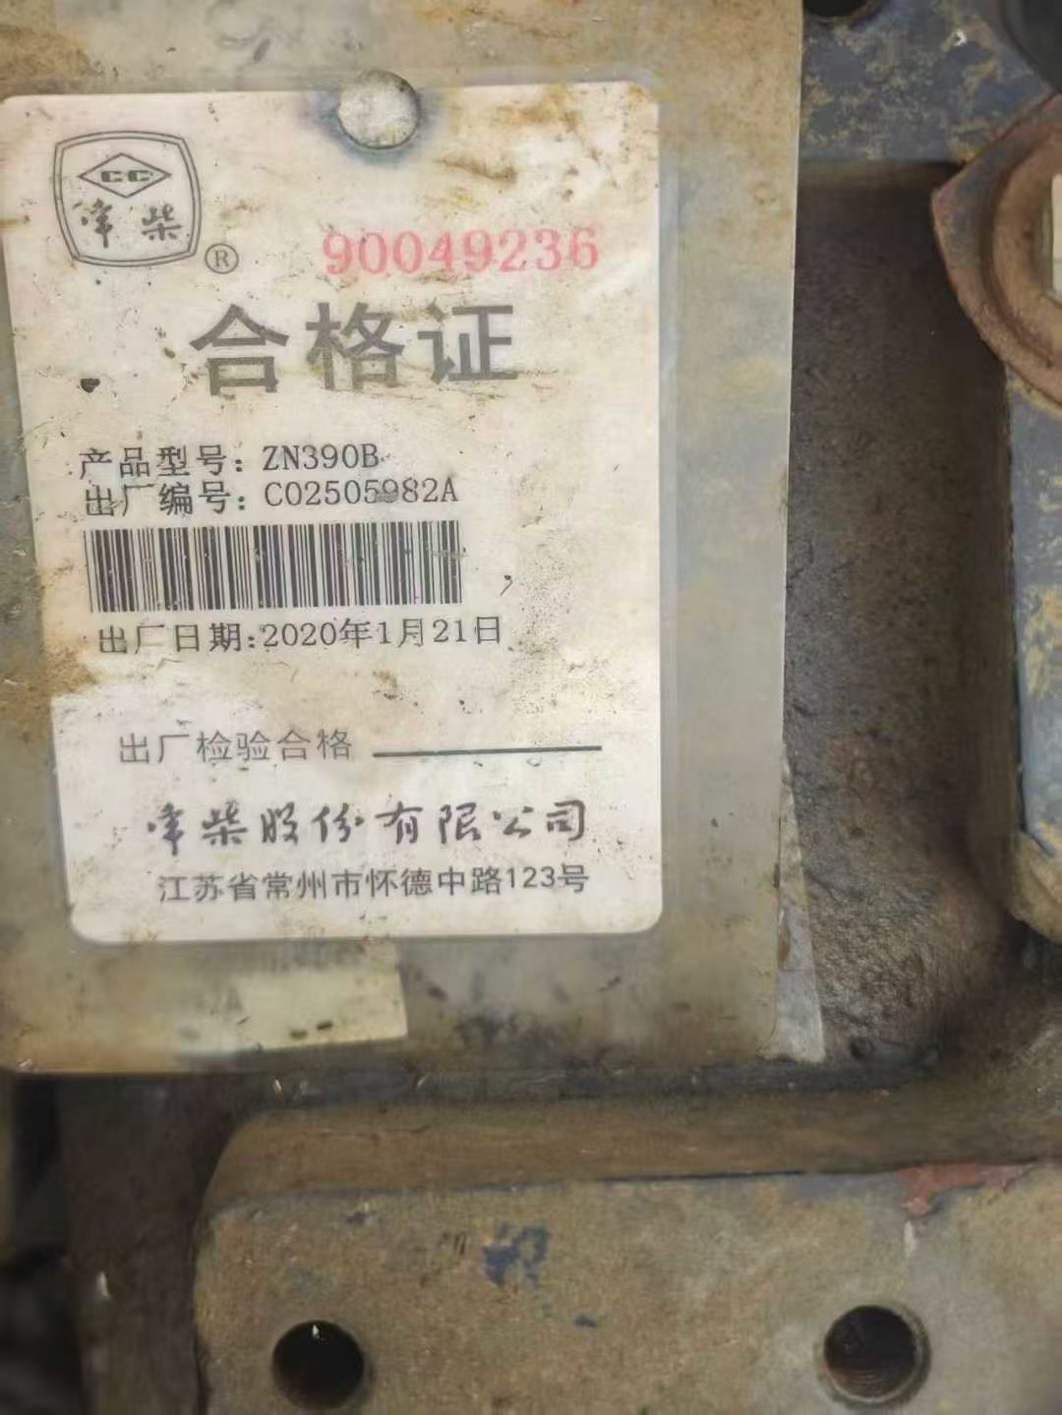 CC
常柴
®
90049236
合格证
产品型号: ZN390B
出厂编号: C02505982A
出厂日期:2020年1月21日
出厂检验合格
常柴股份有限公司
江苏省常州市怀德中路123号